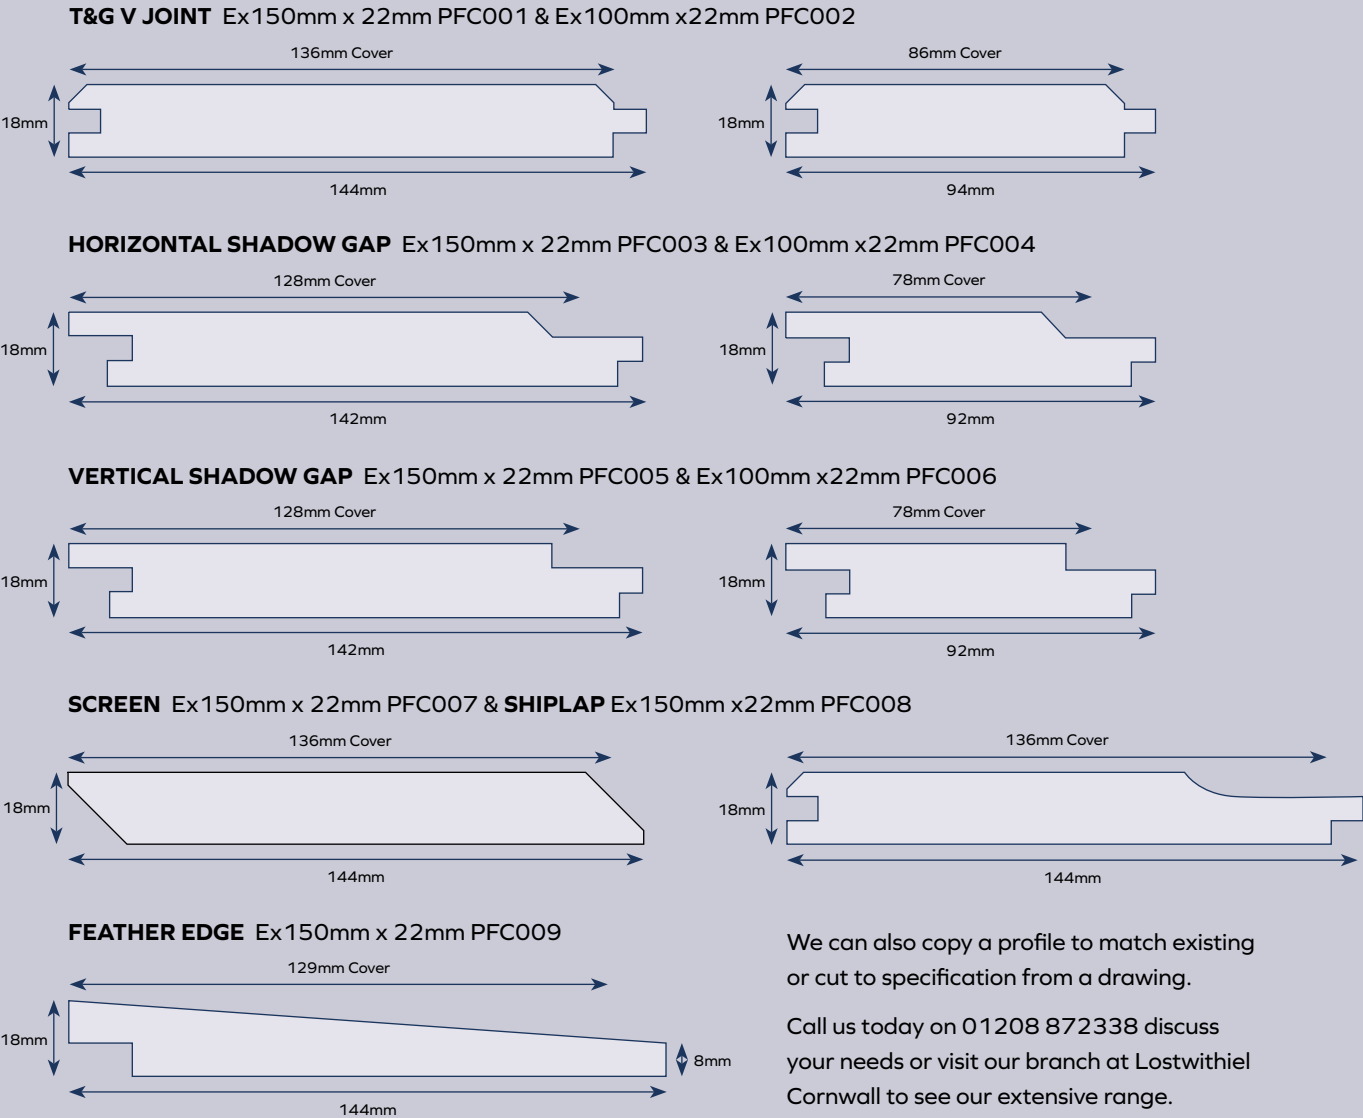 T&G V JOINT Ex150mm x 22mm PFC001 & Ex100mm x22mm PFC002
136mm Cover
86mm Cover
18mm
18mm
144mm
94mm
HORIZONTAL SHADOW GAP Ex150mm x 22mm PFC003 & Ex100mm x22mm PFC004
128mm Cover
78mm Cover
18mm
18mm
142mm
92mm
VERTICAL SHADOW GAP Ex150mm x 22mm PFC005 & Ex100mm x22mm PFC006
128mm Cover
78mm Cover
18mm
18mm
142mm
92mm
SCREEN Ex150mm x 22mm PFC007 & SHIPLAP Ex150mm x22mm PFC008
136mm Cover
136mm Cover
18mm
18mm
144mm
144mm
FEATHER EDGE Ex150mm x 22mm PFC009
129mm Cover
18mm
8mm
144mm
We can also copy a profile to match existing
or cut to specification from a drawing.
Call us today on 01208 872338 discuss
your needs or visit our branch at Lostwithiel
Cornwall to see our extensive range.